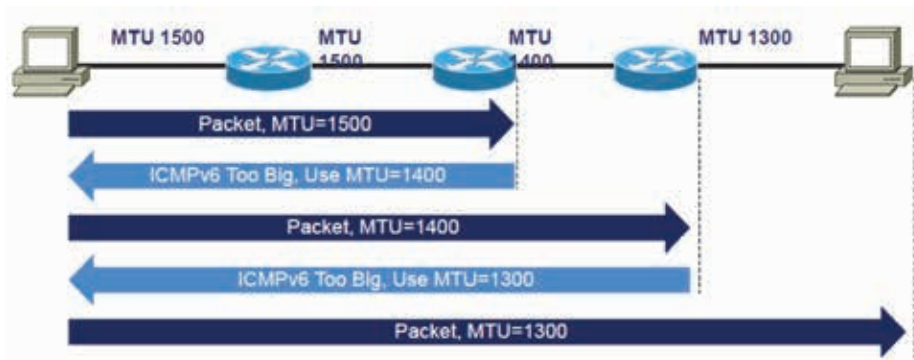 MTU 1500
MTU
1500
MTU
1400
MTU 1300
Packet, MTU=1500
ICMPv6 Too Big, Use MTU=1400
Packet, MTU=1400
ICMPv6 Too Big, Use MTU=1300
Packet, MTU=1300